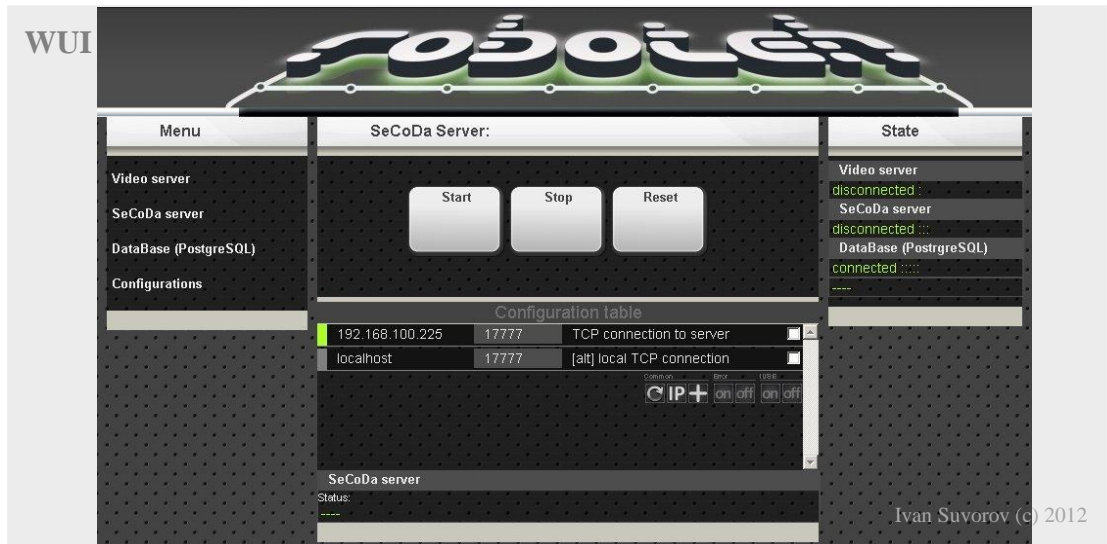 WUI
roboteh
Menu
SeCoDa Server:
State
Video server
SeCoDa server
DataBase (PostgreSQL)
Configurations
Start
Stop
Reset
Video server
disconnected :
SeCoDa server
disconnected :::
DataBase (PostrgreSQL)
connected :::::
----
Configuration table
192.168.100.225 17777 TCP connection to server
localhost 17777 [alt] local TCP connection
Common Error USE
IP on off on off
SeCoDa server
Status:
----
Ivan Suvorov (c) 2012